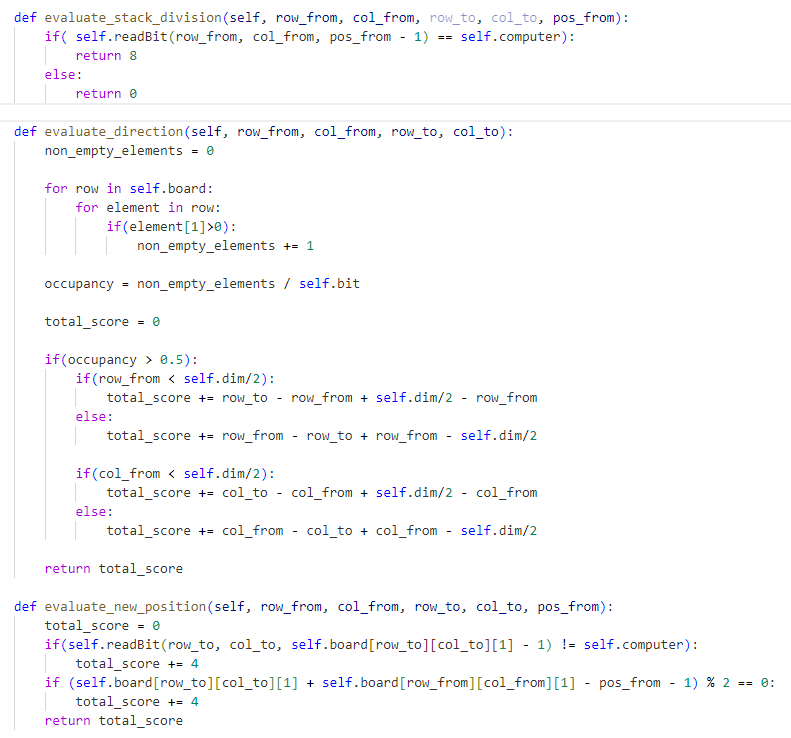 def evaluate_stack_division(self, row_from, col_from, row_to, col_to, pos_from):
    if( self.readBit(row_from, col_from, pos_from - 1) == self.computer):
        return 8
    else:
        return 0
def evaluate_direction(self, row_from, col_from, row_to, col_to):
    non_empty_elements = 0
    for row in self.board:
        for element in row:
            if(element[1]>0):
                non_empty_elements += 1
    occupancy = non_empty_elements / self.bit
    total_score = 0
    if(occupancy > 0.5):
        if(row_from < self.dim/2):
            total_score += row_to - row_from + self.dim/2 - row_from
        else:
            total_score += row_from - row_to + row_from - self.dim/2
        if(col_from < self.dim/2):
            total_score += col_to - col_from + self.dim/2 - col_from
        else:
            total_score += col_from - col_to + col_from - self.dim/2
    return total_score
def evaluate_new_position(self, row_from, col_from, row_to, col_to, pos_from):
    total_score = 0
    if(self.readBit(row_to, col_to, self.board[row_to][col_to][1] - 1) != self.computer):
        total_score += 4
    if (self.board[row_to][col_to][1] + self.board[row_from][col_from][1] - pos_from - 1) % 2 == 0:
        total_score += 4
    return total_score